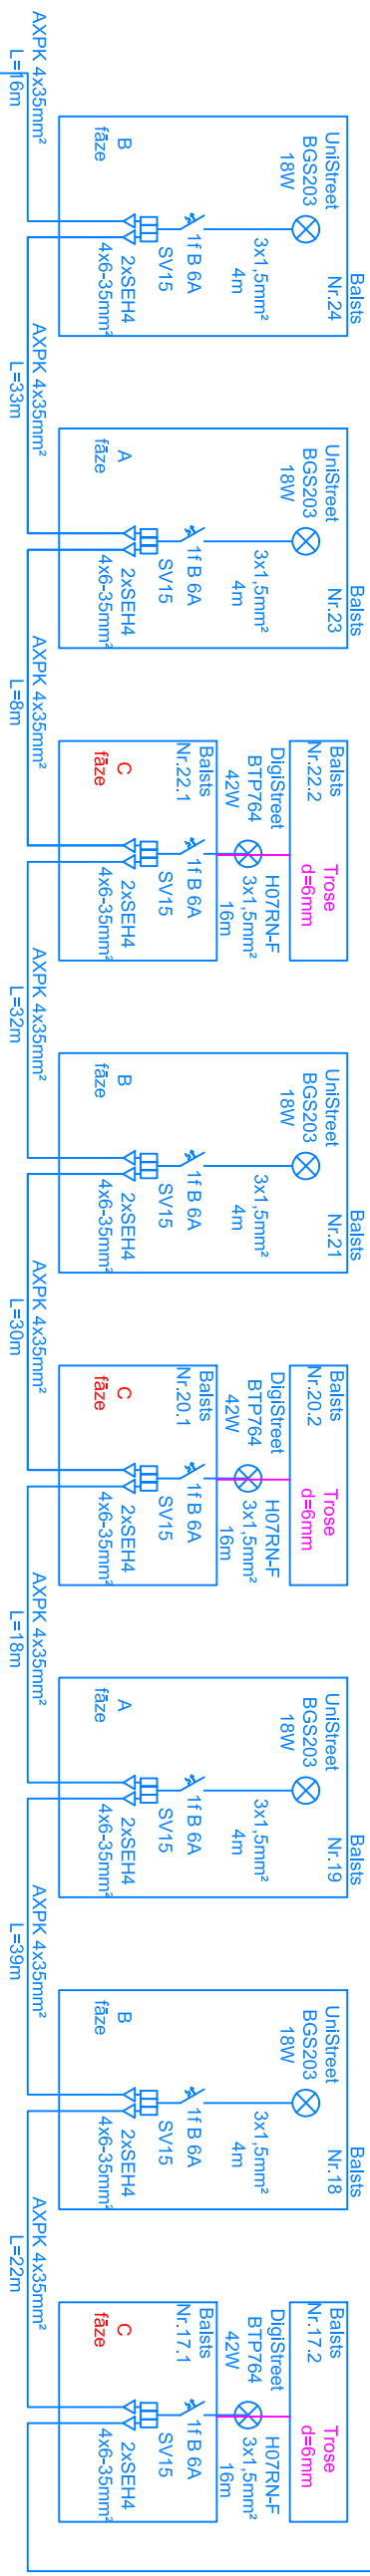 AXPK 4x35mm²
L=16m
Balsts
Nr.24
UniStreet
BGS203
18W
3x1,5mm²
4m
1f B 6A
SV15
2xSEH4
4x6-35mm²
B
fāze
AXPK 4x35mm²
L=33m
Balsts
Nr.23
UniStreet
BGS203
18W
3x1,5mm²
4m
1f B 6A
SV15
2xSEH4
4x6-35mm²
A
fāze
AXPK 4x35mm²
L=8m
Balsts
Nr.22.2
Trose
d=6mm
DigiStreet
BTP764
42W
H07RN-F
3x1,5mm²
16m
Balsts
Nr.22.1
1f B 6A
SV15
2xSEH4
4x6-35mm²
C
fāze
AXPK 4x35mm²
L=32m
Balsts
Nr.21
UniStreet
BGS203
18W
3x1,5mm²
4m
1f B 6A
SV15
2xSEH4
4x6-35mm²
B
fāze
AXPK 4x35mm²
L=30m
Balsts
Nr.20.2
Trose
d=6mm
DigiStreet
BTP764
42W
H07RN-F
3x1,5mm²
16m
Balsts
Nr.20.1
1f B 6A
SV15
2xSEH4
4x6-35mm²
C
fāze
AXPK 4x35mm²
L=18m
Balsts
Nr.19
UniStreet
BGS203
18W
3x1,5mm²
4m
1f B 6A
SV15
2xSEH4
4x6-35mm²
A
fāze
AXPK 4x35mm²
L=39m
Balsts
Nr.18
UniStreet
BGS203
18W
3x1,5mm²
4m
1f B 6A
SV15
2xSEH4
4x6-35mm²
B
fāze
AXPK 4x35mm²
L=22m
Balsts
Nr.17.2
Trose
d=6mm
DigiStreet
BTP764
42W
H07RN-F
3x1,5mm²
16m
Balsts
Nr.17.1
1f B 6A
SV15
2xSEH4
4x6-35mm²
C
fāze